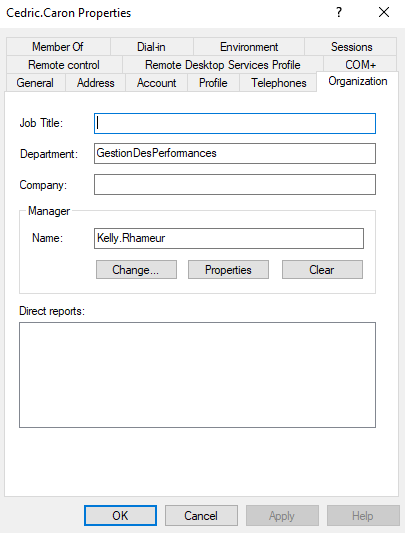 Cedric.Caron Properties ? ×
Member Of Dial-in Environment Sessions
Remote control Remote Desktop Services Profile COM+
General Address Account Profile Telephones Organization
Job Title:
Department: GestionDesPerformances
Company:
Manager
Name: Kelly.Rhameur
Change... Properties Clear
Direct reports:
OK Cancel Apply Help